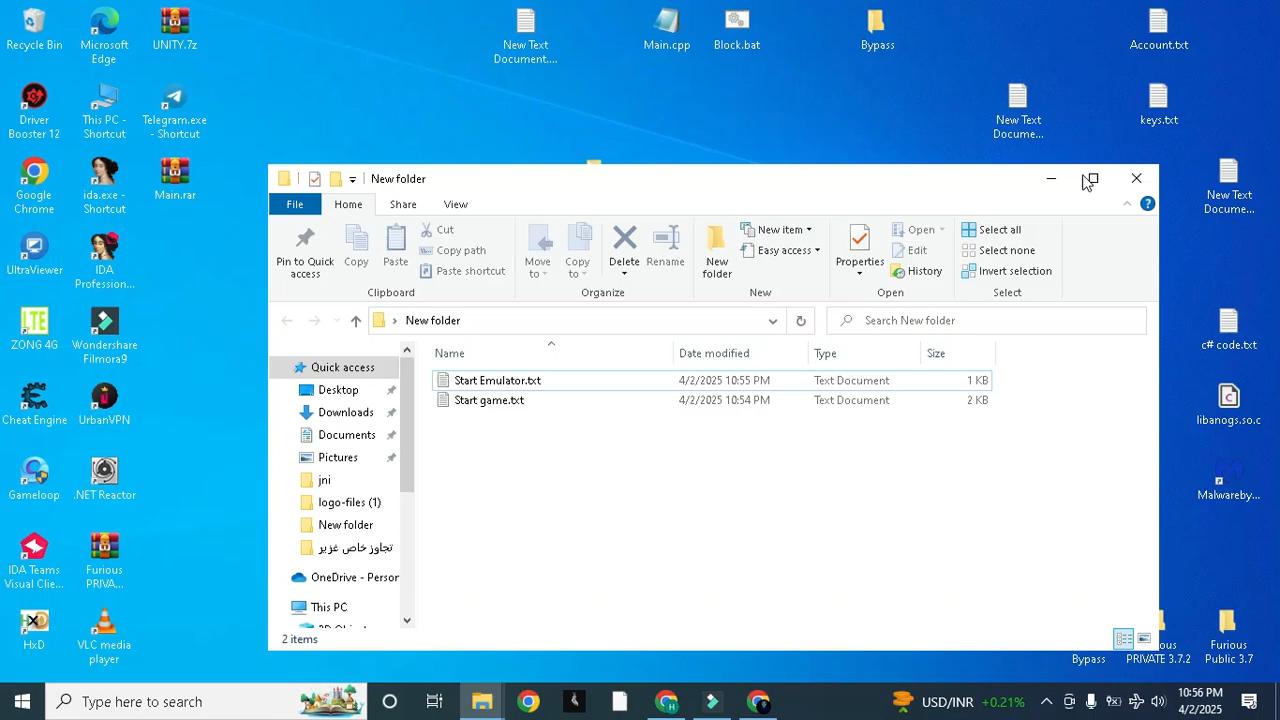 Recycle Bin
Microsoft
Edge
UNITY.7z
New Text
Document....
Main.cpp
Block.bat
Bypass
Account.txt
Driver
Booster 12
This PC -
Shortcut
Telegram.exe
- Shortcut
New Text
Docume...
keys.txt
Google
Chrome
ida.exe -
Shortcut
Main.rar
New Text
Docume...
UltraViewer
IDA
Profession...
ZONG 4G
Wondershare
Filmora9
c# code.txt
Cheat Engine
UrbanVPN
libanogs.so.c
Gameloop
.NET Reactor
Malwareby...
IDA Teams
Visual Clie...
Furious
PRIVA...
HxD
VLC media
player
Bypass
PRIVATE 3.7.2
Furious
Public 3.7
New folder
File
Home
Share
View
Pin to Quick
access
Copy
Paste
Cut
Copy path
Paste shortcut
Clipboard
Move
to
Copy
to
Delete
Rename
Organize
New
folder
New item
Easy access
New
Properties
Open
Edit
History
Open
Select all
Select none
Invert selection
Select
New folder
Search New folder
Name
Date modified
Type
Size
Start Emulator.txt
4/2/2025 10:55 PM
Text Document
1 KB
Start game.txt
4/2/2025 10:54 PM
Text Document
2 KB
Quick access
Desktop
Downloads
Documents
Pictures
jni
logo-files (1)
New folder
تجاوز خاص غزير
OneDrive - Person
This PC
2 items
Type here to search
USD/INR +0.21%
10:56 PM
4/2/2025